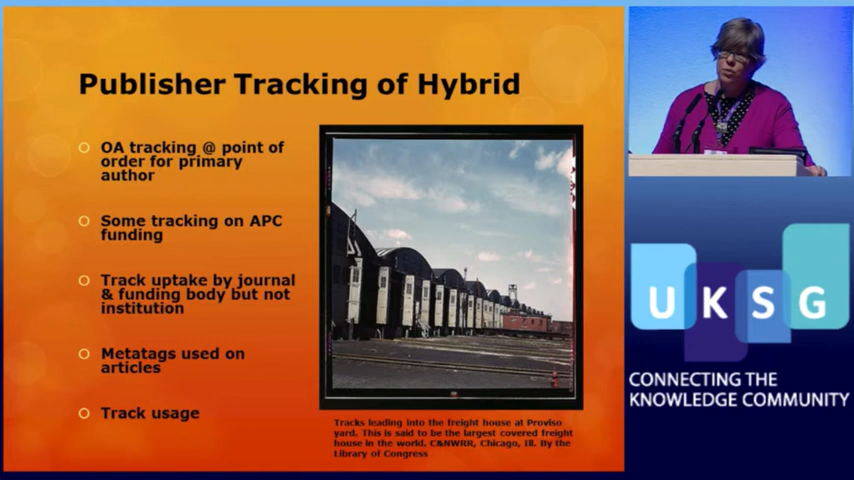 Publisher Tracking of Hybrid
OA tracking @ point of
order for primary
author
Some tracking on APC
funding
Track uptake by journal
& funding body but not
institution
Metatags used on
articles
Track usage
Tracks leading into the freight house at Proviso
yard. This is said to be the largest covered freight
house in the world. C&NWRR, Chicago, Ill. By the
Library of Congress
UKSG
CONNECTING THE
KNOWLEDGE COMMUNITY